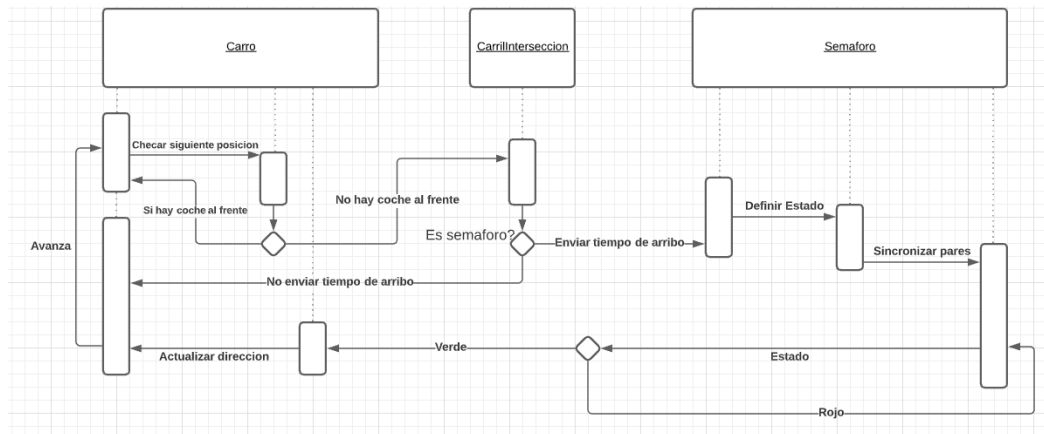 Carro
CarrilInterseccion
Semaforo
Checar siguiente posicion
Si hay coche al frente
No hay coche al frente
Es semaforo?
Enviar tiempo de arribo
Definir Estado
Sincronizar pares
Avanza
No enviar tiempo de arribo
Actualizar direccion
Verde
Estado
Rojo